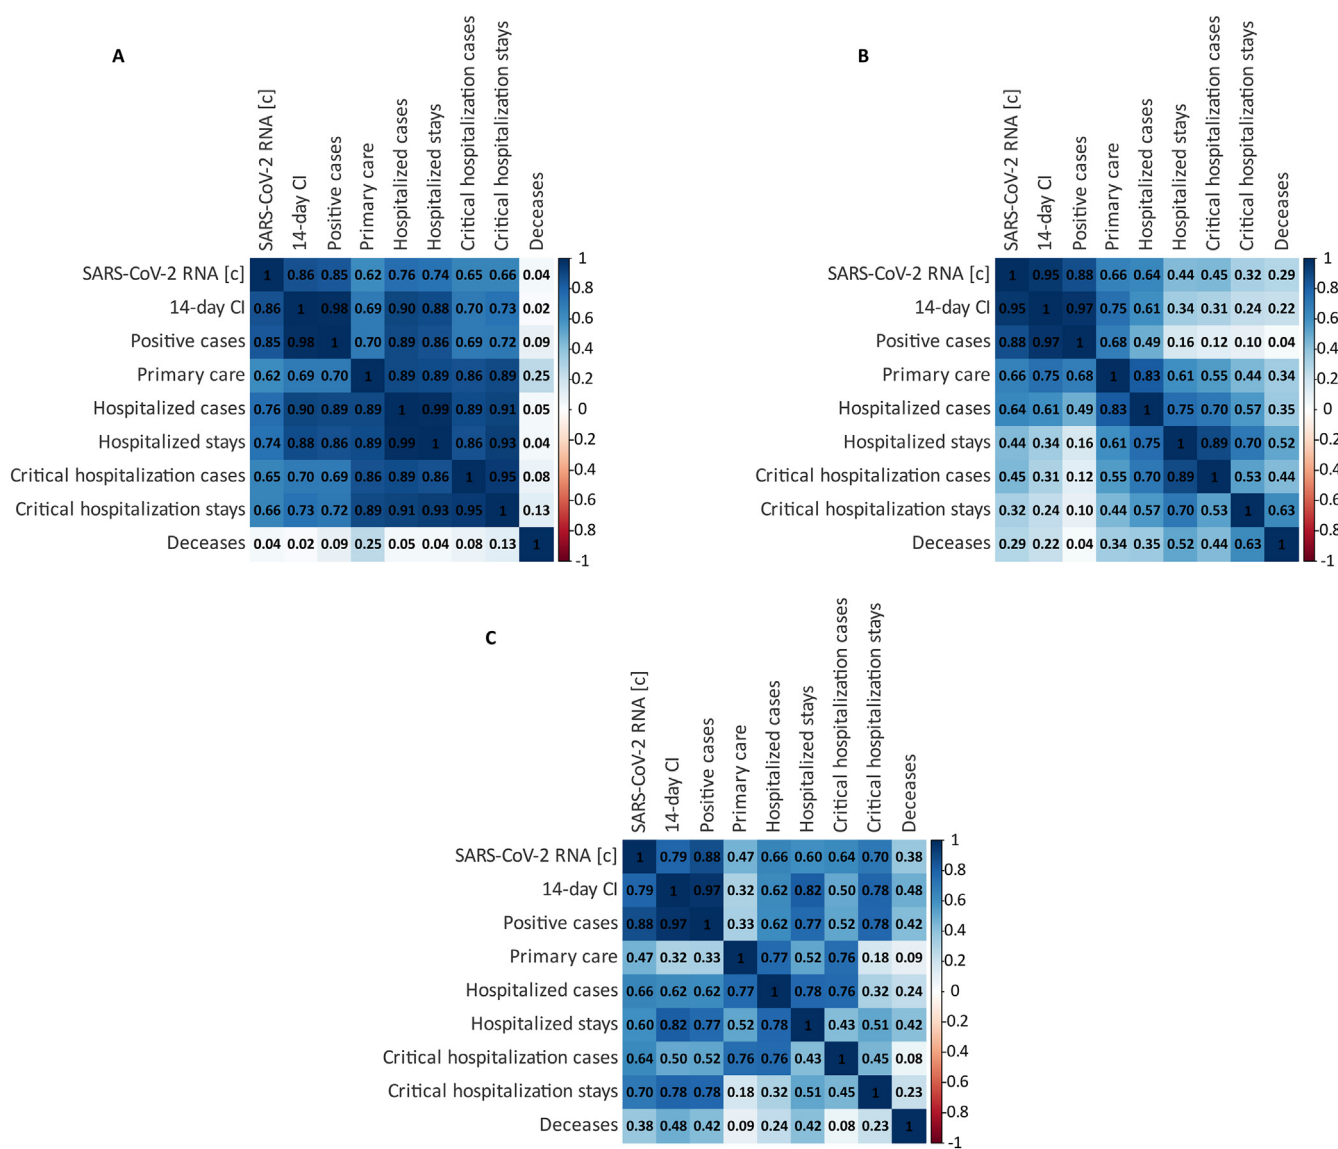 A
SARS-CoV-2 RNA [c]
14-day CI
Positive cases
Primary care
Hospitalized cases
Hospitalized stays
Critical hospitalization cases
Critical hospitalization stays
Deceases
SARS-CoV-2 RNA [c] 1 0.86 0.85 0.62 0.76 0.74 0.65 0.66 0.04
14-day CI 0.86 1 0.98 0.69 0.90 0.88 0.70 0.73 0.02
Positive cases 0.85 0.98 1 0.70 0.89 0.86 0.69 0.72 0.09
Primary care 0.62 0.69 0.70 1 0.89 0.89 0.86 0.89 0.25
Hospitalized cases 0.76 0.90 0.89 0.89 1 0.99 0.89 0.91 0.05
Hospitalized stays 0.74 0.88 0.86 0.89 0.99 1 0.86 0.93 0.04
Critical hospitalization cases 0.65 0.70 0.69 0.86 0.89 0.86 1 0.95 0.08
Critical hospitalization stays 0.66 0.73 0.72 0.89 0.91 0.93 0.95 1 0.13
Deceases 0.04 0.02 0.09 0.25 0.05 0.04 0.08 0.13 1
1
0.8
0.6
0.4
0.2
0
-0.2
-0.4
-0.6
-0.8
-1
B
SARS-CoV-2 RNA [c]
14-day CI
Positive cases
Primary care
Hospitalized cases
Hospitalized stays
Critical hospitalization cases
Critical hospitalization stays
Deceases
SARS-CoV-2 RNA [c] 1 0.95 0.88 0.66 0.64 0.44 0.45 0.32 0.29
14-day CI 0.95 1 0.97 0.75 0.61 0.34 0.31 0.24 0.22
Positive cases 0.88 0.97 1 0.68 0.49 0.16 0.12 0.10 0.04
Primary care 0.66 0.75 0.68 1 0.83 0.61 0.55 0.44 0.34
Hospitalized cases 0.64 0.61 0.49 0.83 1 0.75 0.70 0.57 0.35
Hospitalized stays 0.44 0.34 0.16 0.61 0.75 1 0.89 0.70 0.52
Critical hospitalization cases 0.45 0.31 0.12 0.55 0.70 0.89 1 0.53 0.44
Critical hospitalization stays 0.32 0.24 0.10 0.44 0.57 0.70 0.53 1 0.63
Deceases 0.29 0.22 0.04 0.34 0.35 0.52 0.44 0.63 1
1
0.8
0.6
0.4
0.2
0
-0.2
-0.4
-0.6
-0.8
-1
C
SARS-CoV-2 RNA [c]
14-day CI
Positive cases
Primary care
Hospitalized cases
Hospitalized stays
Critical hospitalization cases
Critical hospitalization stays
Deceases
SARS-CoV-2 RNA [c] 1 0.79 0.88 0.47 0.66 0.60 0.64 0.70 0.38
14-day CI 0.79 1 0.97 0.32 0.62 0.82 0.50 0.78 0.48
Positive cases 0.88 0.97 1 0.33 0.62 0.77 0.52 0.78 0.42
Primary care 0.47 0.32 0.33 1 0.77 0.52 0.76 0.18 0.09
Hospitalized cases 0.66 0.62 0.62 0.77 1 0.78 0.76 0.32 0.24
Hospitalized stays 0.60 0.82 0.77 0.52 0.78 1 0.43 0.51 0.42
Critical hospitalization cases 0.64 0.50 0.52 0.76 0.76 0.43 1 0.45 0.08
Critical hospitalization stays 0.70 0.78 0.78 0.18 0.32 0.51 0.45 1 0.23
Deceases 0.38 0.48 0.42 0.09 0.24 0.42 0.08 0.23 1
1
0.8
0.6
0.4
0.2
0
-0.2
-0.4
-0.6
-0.8
-1